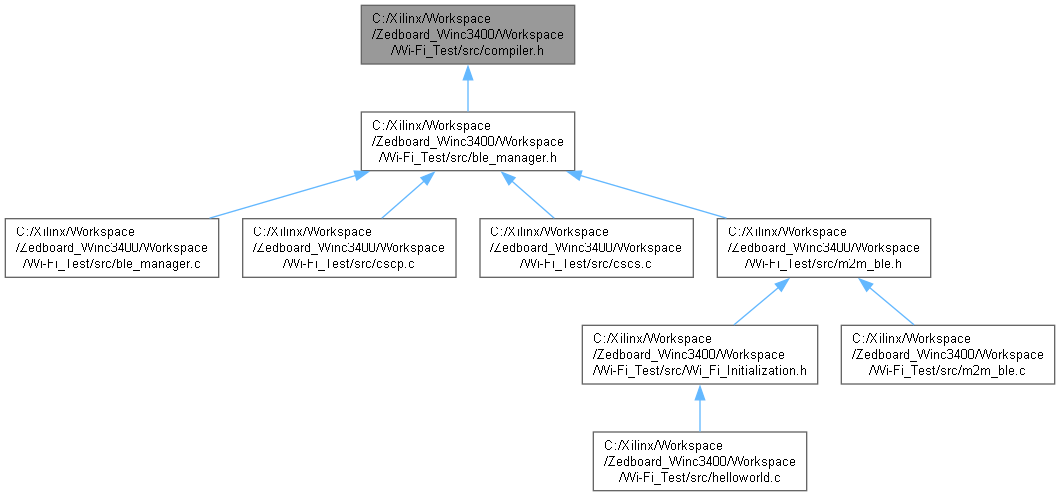 C:/Xilinx/Workspace
/Zedboard_Winc3400/Workspace
/Wi-Fi_Test/src/compiler.h
C:/Xilinx/Workspace
/Zedboard_Winc3400/Workspace
/Wi-Fi_Test/src/ble_manager.h
C:/Xilinx/Workspace
/Zedboard_Winc3400/Workspace
/Wi-Fi_Test/src/ble_manager.c
C:/Xilinx/Workspace
/Zedboard_Winc3400/Workspace
/Wi-Fi_Test/src/cscp.c
C:/Xilinx/Workspace
/Zedboard_Winc3400/Workspace
/Wi-Fi_Test/src/cscs.c
C:/Xilinx/Workspace
/Zedboard_Winc3400/Workspace
/Wi-Fi_Test/src/m2m_ble.h
C:/Xilinx/Workspace
/Zedboard_Winc3400/Workspace
/Wi-Fi_Test/src/Wi_Fi_Initialization.h
C:/Xilinx/Workspace
/Zedboard_Winc3400/Workspace
/Wi-Fi_Test/src/m2m_ble.c
C:/Xilinx/Workspace
/Zedboard_Winc3400/Workspace
/Wi-Fi_Test/src/helloworld.c